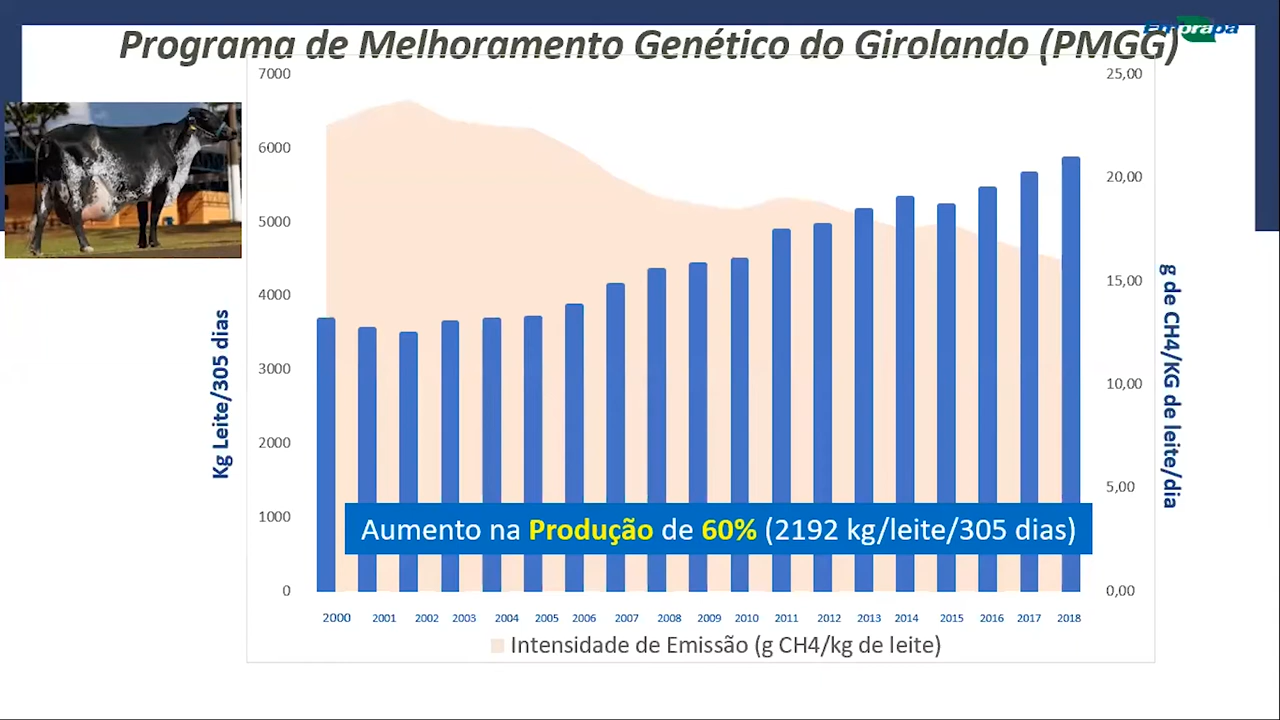 Programa de Melhoramento Genético do Girolando (PMGG)
Embrapa
7000
6000
5000
4000
3000
2000
1000
0
Kg Leite/305 dias
25,00
20,00
15,00
10,00
5,00
0,00
g de CH4/KG de leite/dia
Aumento na Produção de 60% (2192 kg/leite/305 dias)
2000 2001 2002 2003 2004 2005 2006 2007 2008 2009 2010 2011 2012 2013 2014 2015 2016 2017 2018
Intensidade de Emissão (g CH4/kg de leite)